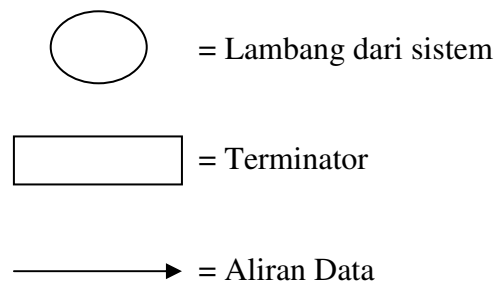 = Lambang dari sistem
= Terminator
= Aliran Data